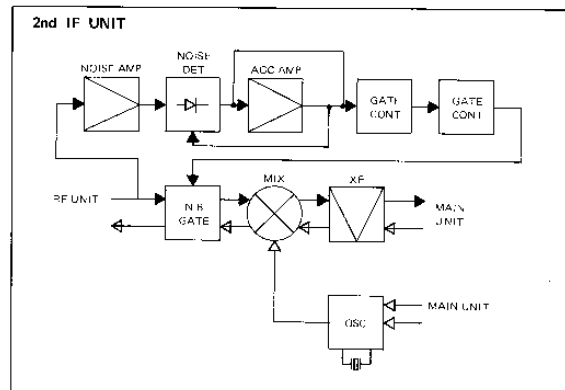 2nd IF UNIT
NOISE
DET
NOISE AMP
AGC AMP
GATE
CONT
GATE
CONT
RF UNIT
N.B
GATE
MIX
XF
MAIN
UNIT
MAIN UNIT
OSC